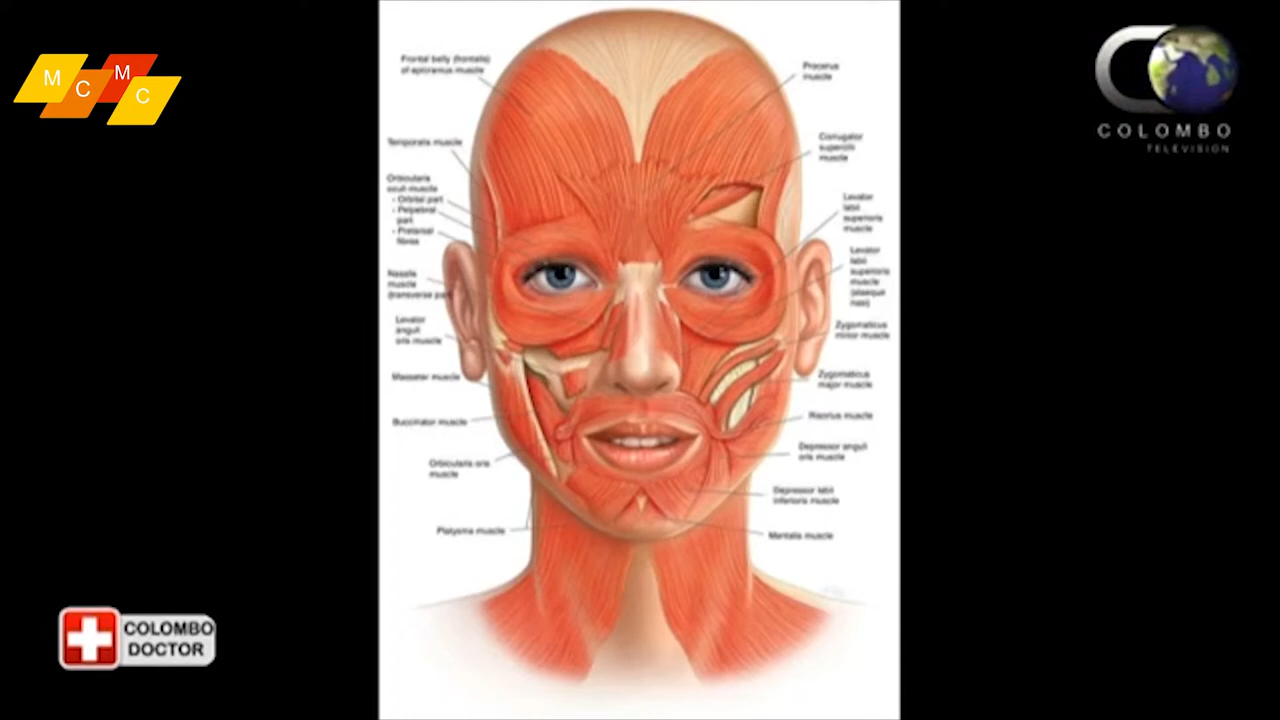 M
C
M
C
COLOMBO
TELEVISION
Frontal belly (frontalis)
of epicranius muscle
Temporalis muscle
Orbicularis
oculi muscle
- Orbital part
- Palpebral
part
- Pretarsal
fibres
Nasalis
muscle
(transverse part
Levator
anguli
oris muscle
Masseter muscle
Buccinator muscle
Orbicularis oris
muscle
Platysma muscle
Procerus
muscle
Corrugator
supercilii
muscle
Levator
labii
superioris
muscle
Levator
labii
superioris
muscle
(alaeque
nasi)
Zygomaticus
minor muscle
Zygomaticus
major muscle
Risorius muscle
Depressor anguli
oris muscle
Depressor labii
inferioris muscle
Mentalis muscle
COLOMBO
DOCTOR